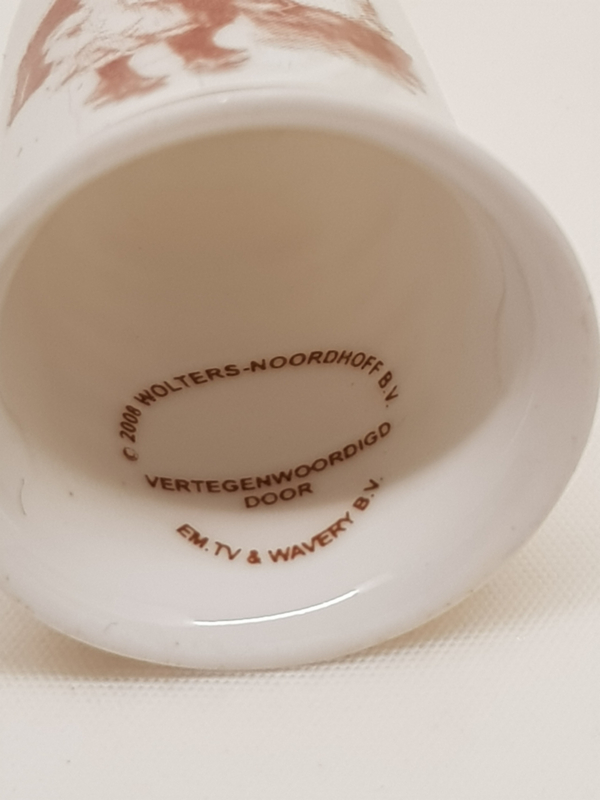 © 2008 WOLTERS-NOORDHOFF B.V.
VERTEGENWOORDIGD
DOOR
EM.TV & WAVERY B.V.